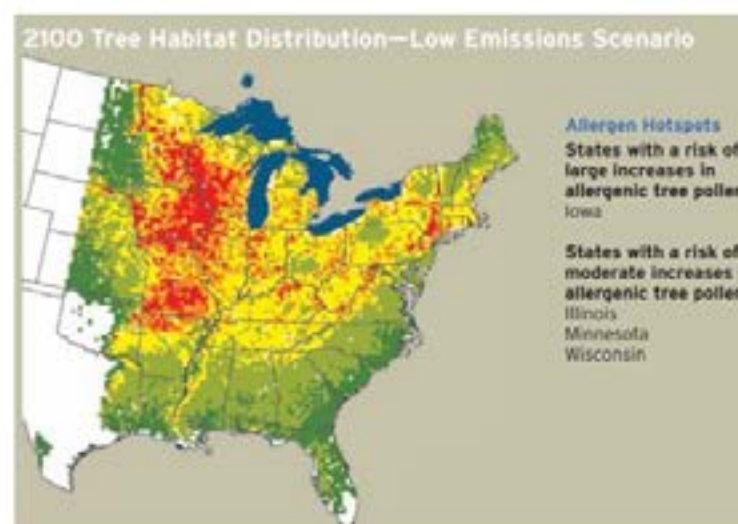 2100 Tree Habitat Distribution—Low Emissions Scenario
Allergen Hotspots
States with a risk of
large increases in
allergenic tree pollen
Iowa
States with a risk of
moderate increases
allergenic tree pollen
Illinois
Minnesota
Wisconsin